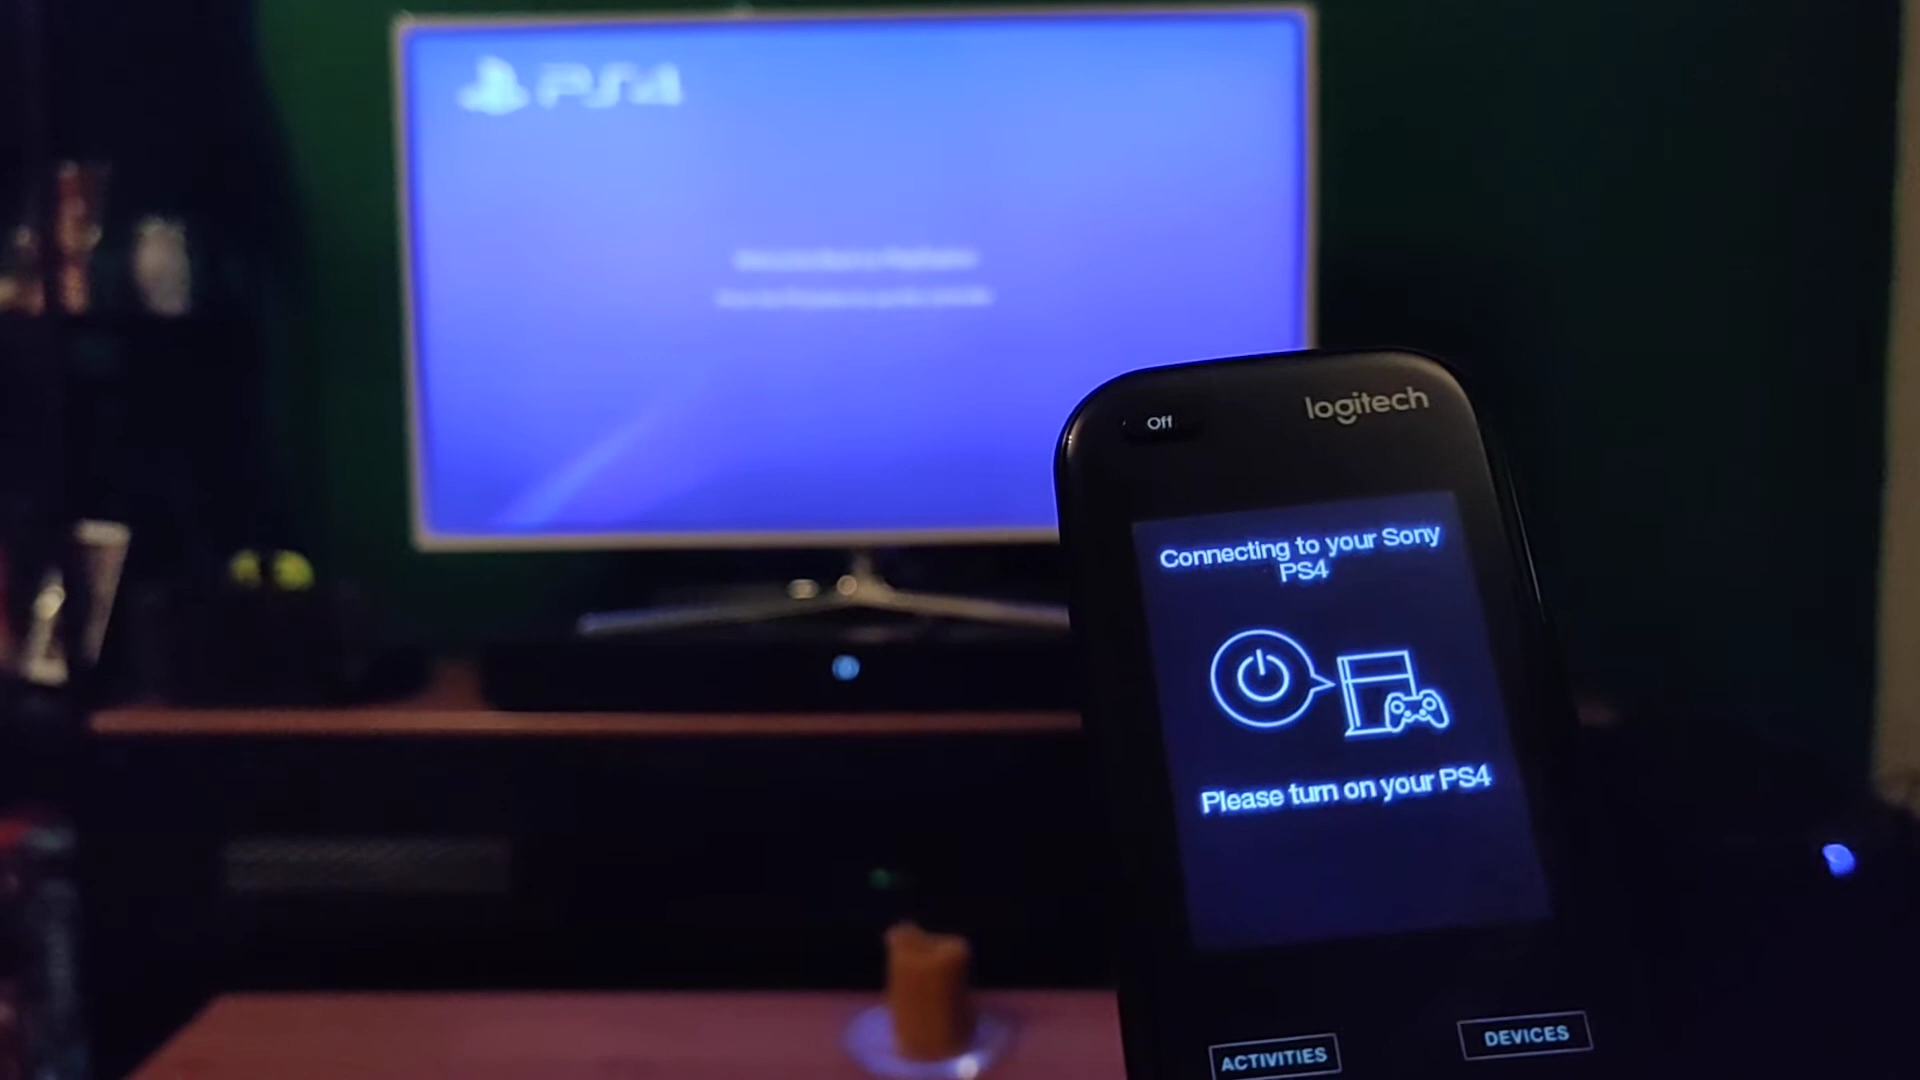 PS4
Off
logitech
Connecting to your Sony
PS4
Please turn on your PS4
ACTIVITIES
DEVICES